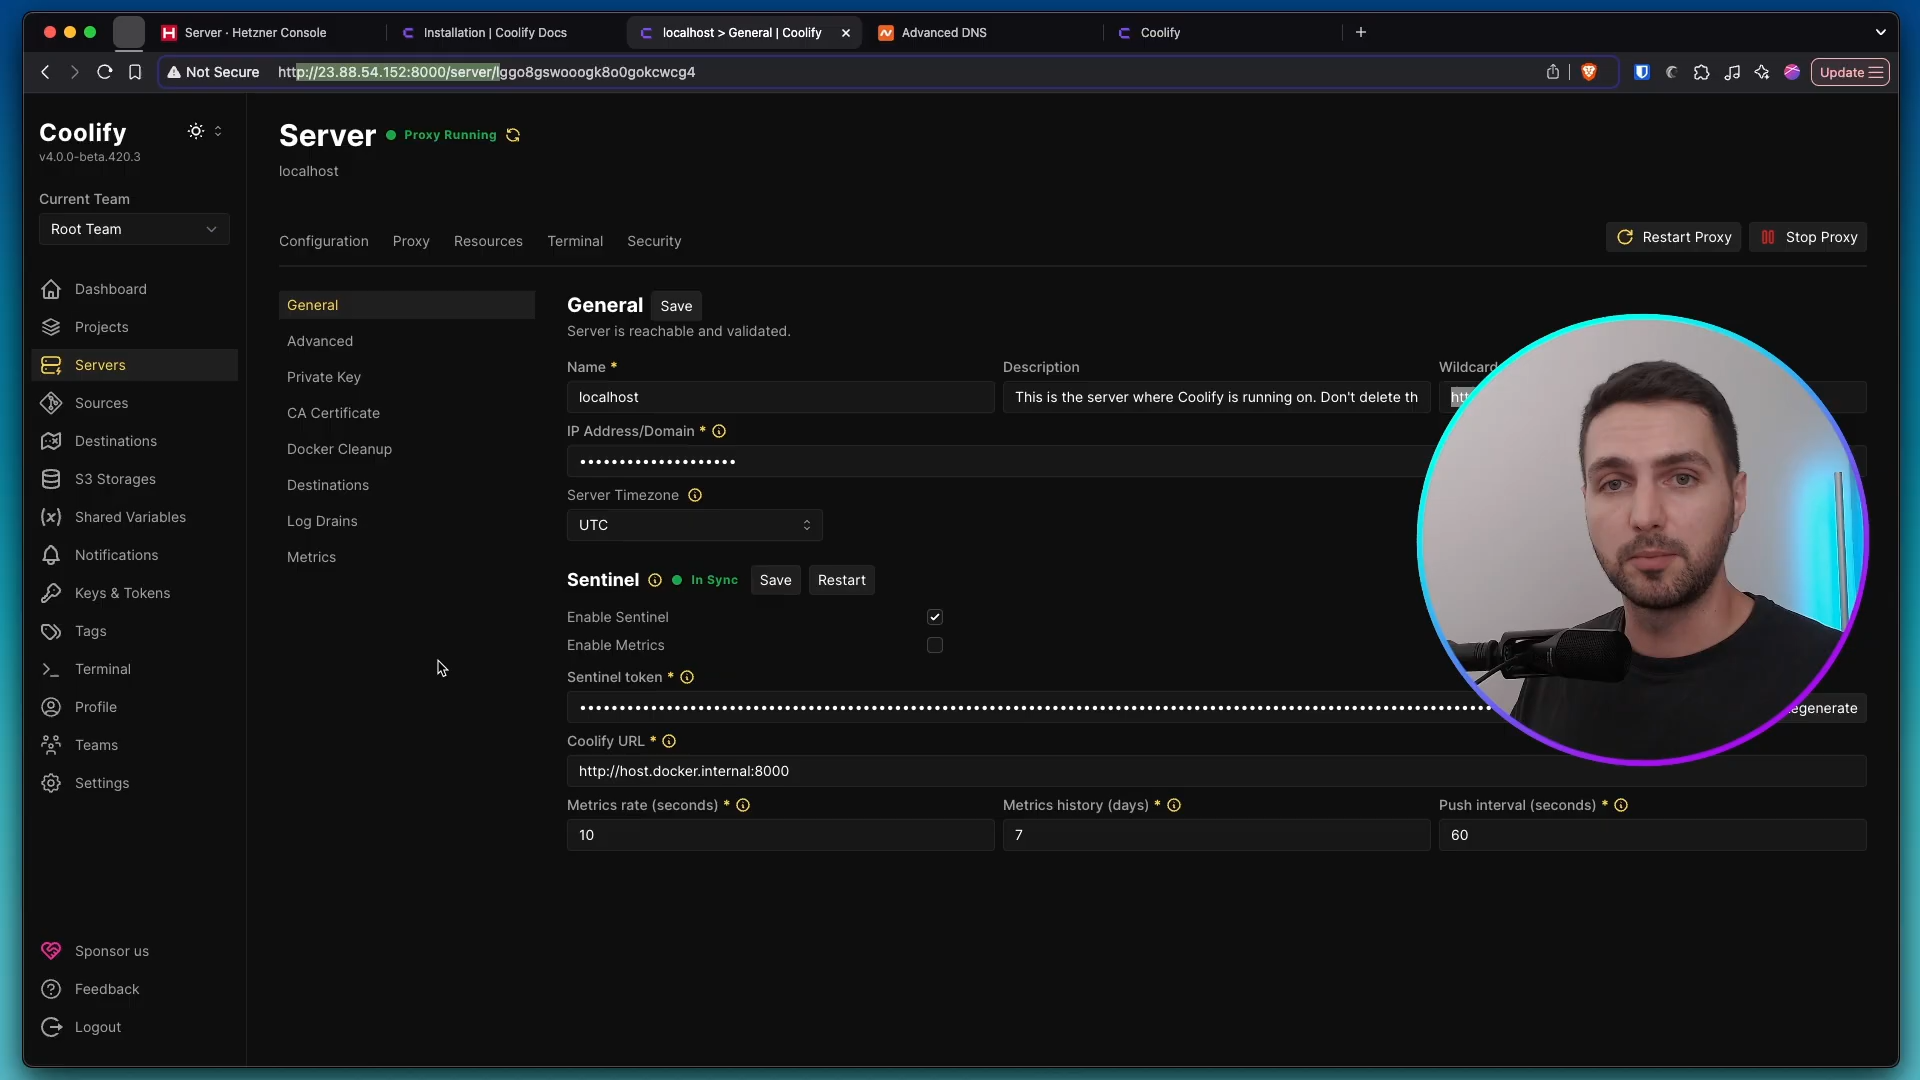 Server · Hetzner Console
Installation | Coolify Docs
localhost > General | Coolify
Advanced DNS
Coolify
Not Secure
http://23.88.54.152:8000/server/lggo8gswooogk8o0gokcwcg4
Update
Coolify
v4.0.0-beta.420.3
Current Team
Root Team
Dashboard
Projects
Servers
Sources
Destinations
S3 Storages
Shared Variables
Notifications
Keys & Tokens
Tags
Terminal
Profile
Teams
Settings
Sponsor us
Feedback
Logout
Server
Proxy Running
localhost
Configuration
Proxy
Resources
Terminal
Security
Restart Proxy
Stop Proxy
General
Advanced
Private Key
CA Certificate
Docker Cleanup
Destinations
Log Drains
Metrics
General
Save
Server is reachable and validated.
Name *
Description
Wildcard
localhost
This is the server where Coolify is running on. Don't delete th
htt
IP Address/Domain *
••••••••••••••••••••
Server Timezone
UTC
Sentinel
In Sync
Save
Restart
Enable Sentinel
Enable Metrics
Sentinel token *
egenerate
Coolify URL *
http://host.docker.internal:8000
Metrics rate (seconds) *
Metrics history (days) *
Push interval (seconds) *
10
7
60